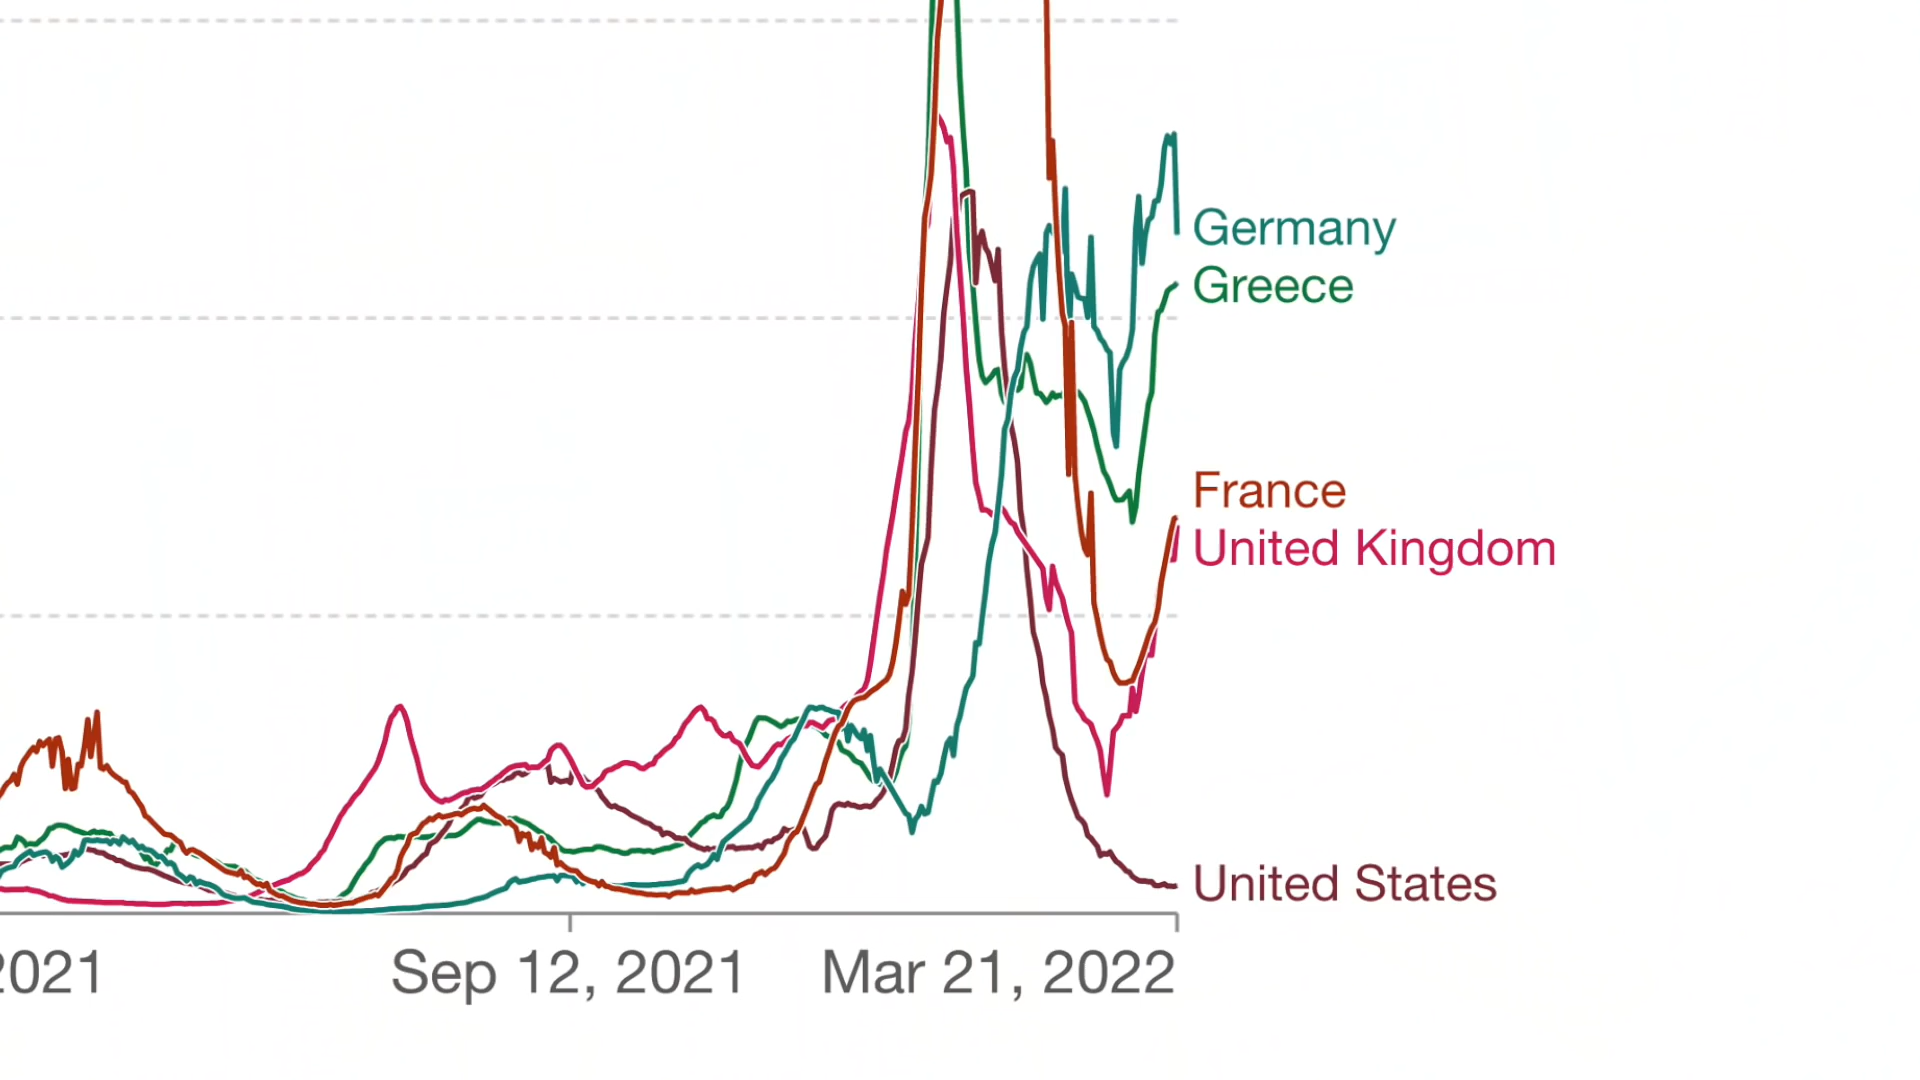 Germany
Greece
France
United Kingdom
United States
2021
Sep 12, 2021
Mar 21, 2022